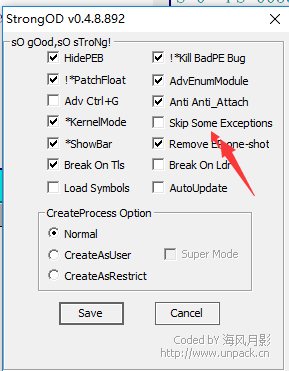 StrongOD v0.4.8.892
sO gOod,sO sTroNg!
HidePEB
!*Kill BadPE Bug
!*PatchFloat
AdvEnumModule
Adv Ctrl+G
Anti Anti_Attach
*KernelMode
Skip Some Exceptions
*ShowBar
Remove EP one-shot
Break On Tls
Break On Ldr
Load Symbols
AutoUpdate
CreateProcess Option
Normal
CreateAsUser
Super Mode
CreateAsRestrict
Save
Cancel
Coded BY 海风月影
http://www.unpack.cn